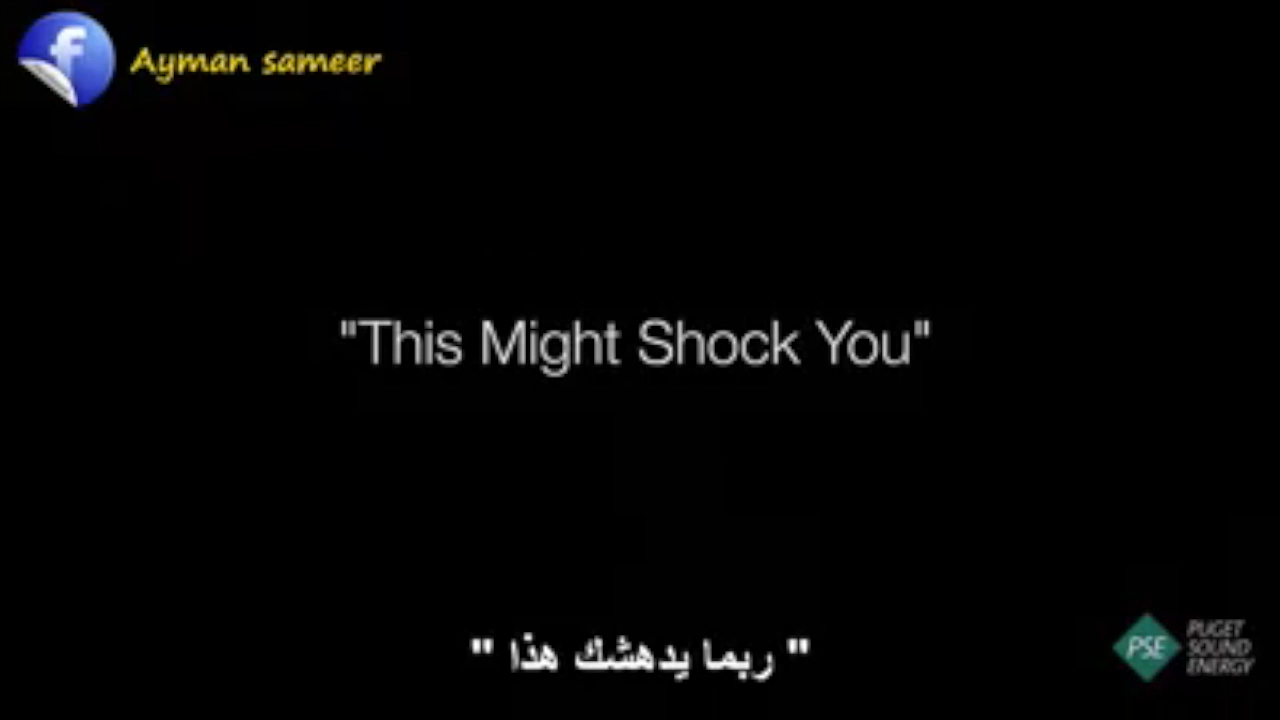 Ayman sameer
"This Might Shock You"
" ربما يدهشك هذا "
PSE
PUGET
SOUND
ENERGY